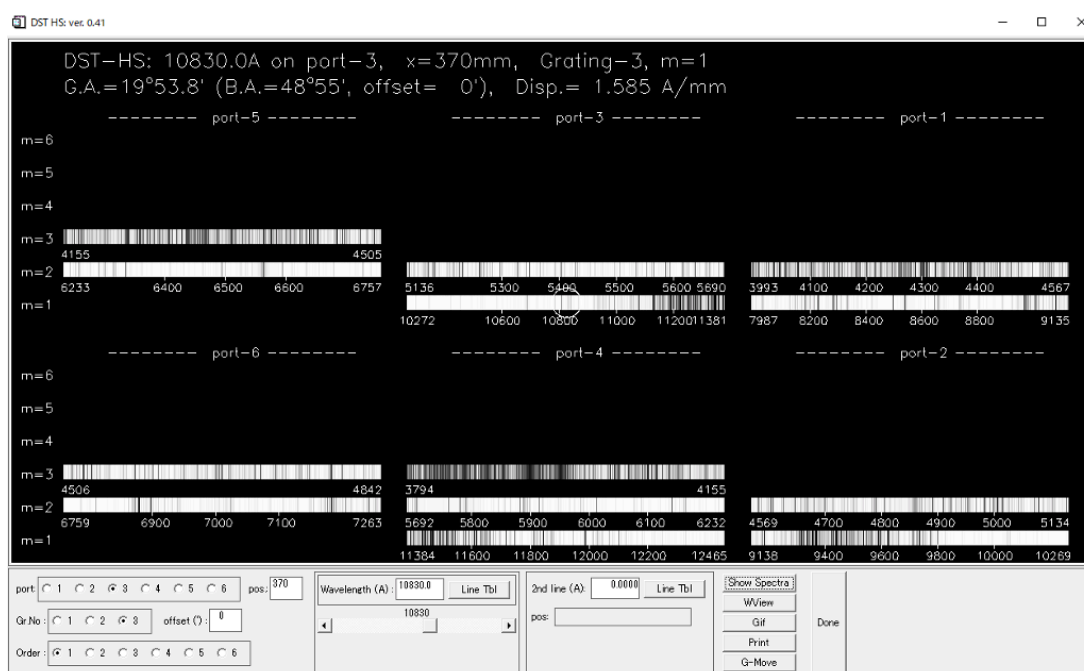 DST HS: ver. 0.41
DST-HS: 10830.0A on port-3, x=370mm, Grating-3, m=1
G.A.=19°53.8' (B.A.=48°55', offset= 0'), Disp.= 1.585 A/mm
-------- port-5 -------- -------- port-3 -------- -------- port-1 --------
m=6
m=5
m=4
m=3
4155 4505
m=2
6233 6400 6500 6600 6757 5136 5300 5400 5500 5600 5690 3993 4100 4200 4300 4400 4567
m=1
10272 10600 10800 11000 11200 11381 7987 8200 8400 8600 8800 9135
-------- port-6 -------- -------- port-4 -------- -------- port-2 --------
m=6
m=5
m=4
m=3
4506 4842 3794 4155
m=2
6759 6900 7000 7100 7263 5692 5800 5900 6000 6100 6232 4569 4700 4800 4900 5000 5134
m=1
11384 11600 11800 12000 12200 12465 9138 9400 9600 9800 10000 10269
port: 1 2 3 4 5 6 pos.: 370 Wavelength (A) : 10830.0 Line Tbl 2nd line (A): 0.0000 Line Tbl Show Spectra
10830 pos: WView
Gr.No : 1 2 3 offset ('): 0 Gif Done
Print
Order : 1 2 3 4 5 6 G-Move